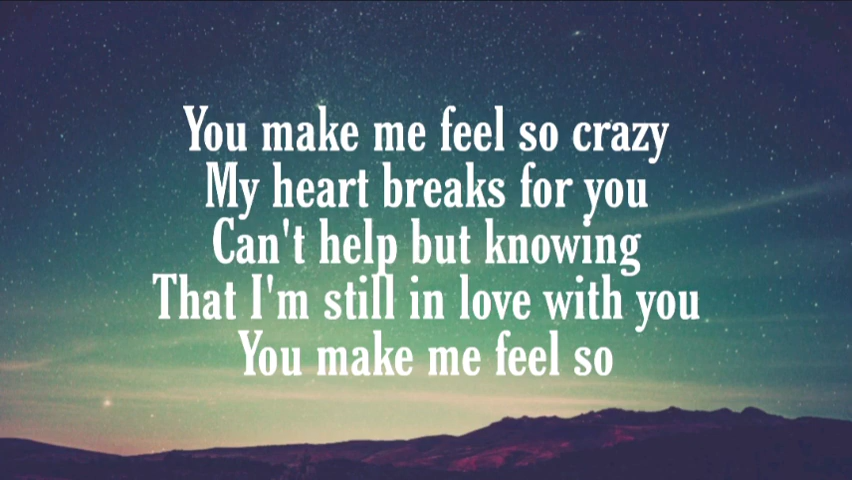 You make me feel so crazy
My heart breaks for you
Can't help but knowing
That I'm still in love with you
You make me feel so